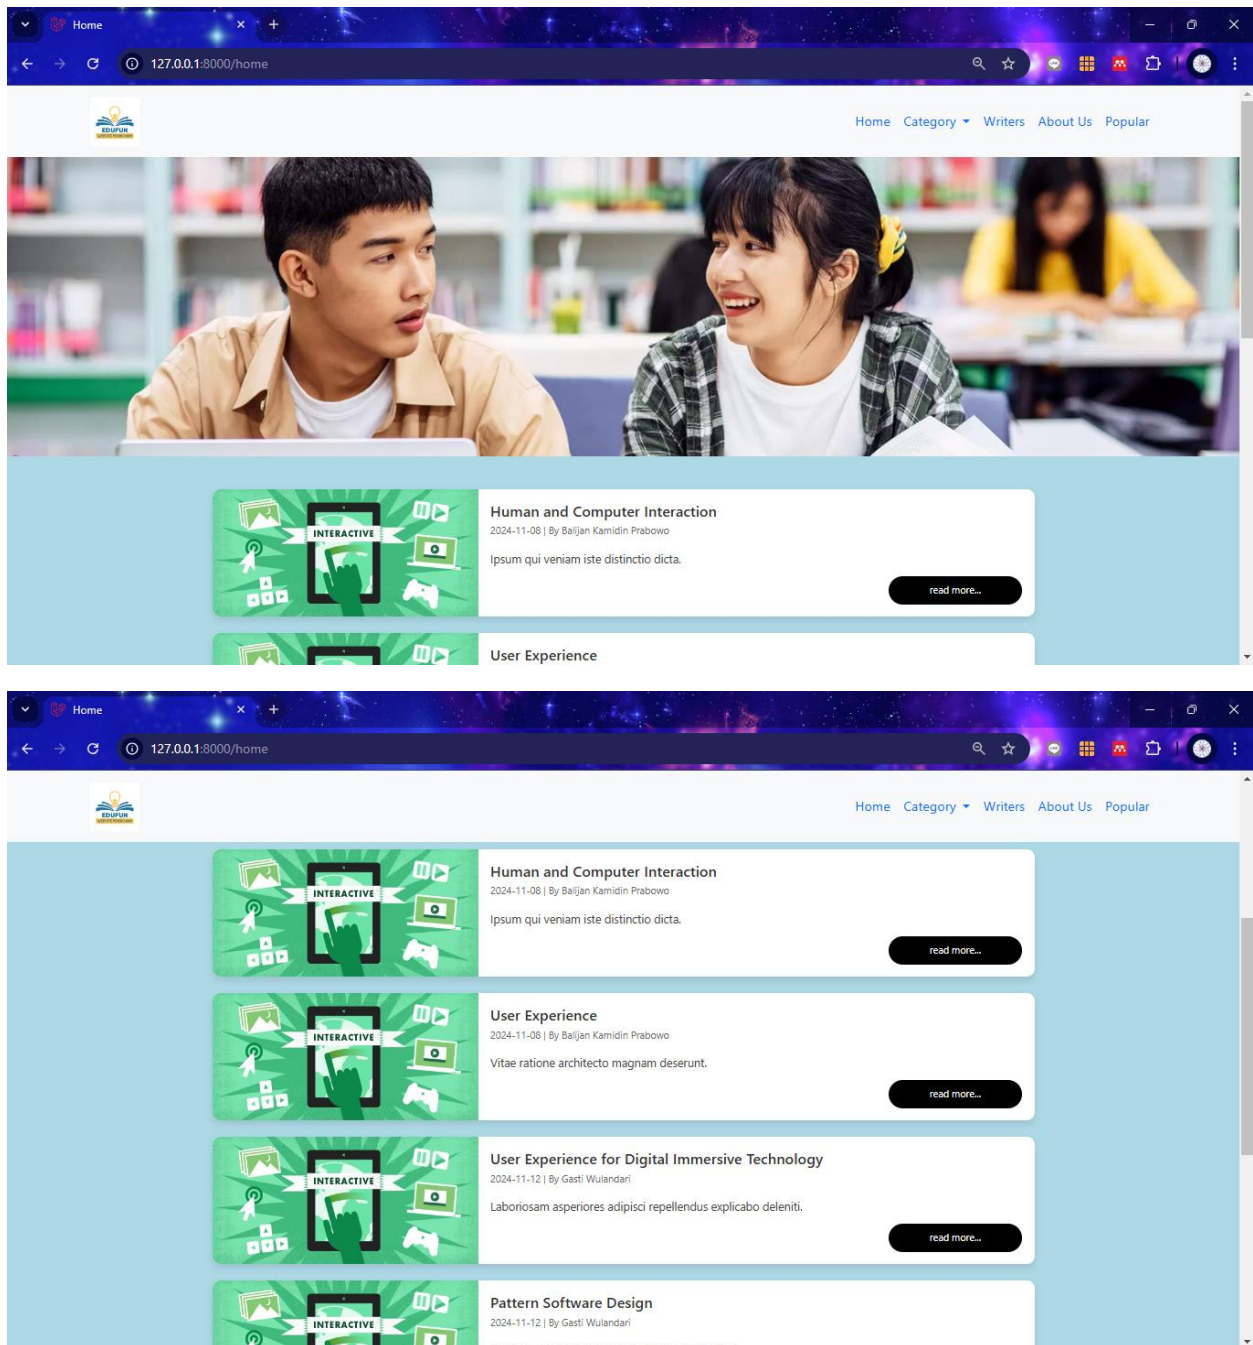 Home
127.0.0.1:8000/home
EDUFUN
Home Category Writers About Us Popular
INTERACTIVE
Human and Computer Interaction
2024-11-08 | By Balijan Kamidin Prabowo
Ipsum qui veniam iste distinctio dicta.
read more...
User Experience
Home
127.0.0.1:8000/home
EDUFUN
Home Category Writers About Us Popular
INTERACTIVE
Human and Computer Interaction
2024-11-08 | By Balijan Kamidin Prabowo
Ipsum qui veniam iste distinctio dicta.
read more...
INTERACTIVE
User Experience
2024-11-08 | By Balijan Kamidin Prabowo
Vitae ratione architecto magnam deserunt.
read more...
INTERACTIVE
User Experience for Digital Immersive Technology
2024-11-12 | By Gasti Wulandari
Laboriosam asperiores adipisci repellendus explicabo deleniti.
read more...
INTERACTIVE
Pattern Software Design
2024-11-12 | By Gasti Wulandari